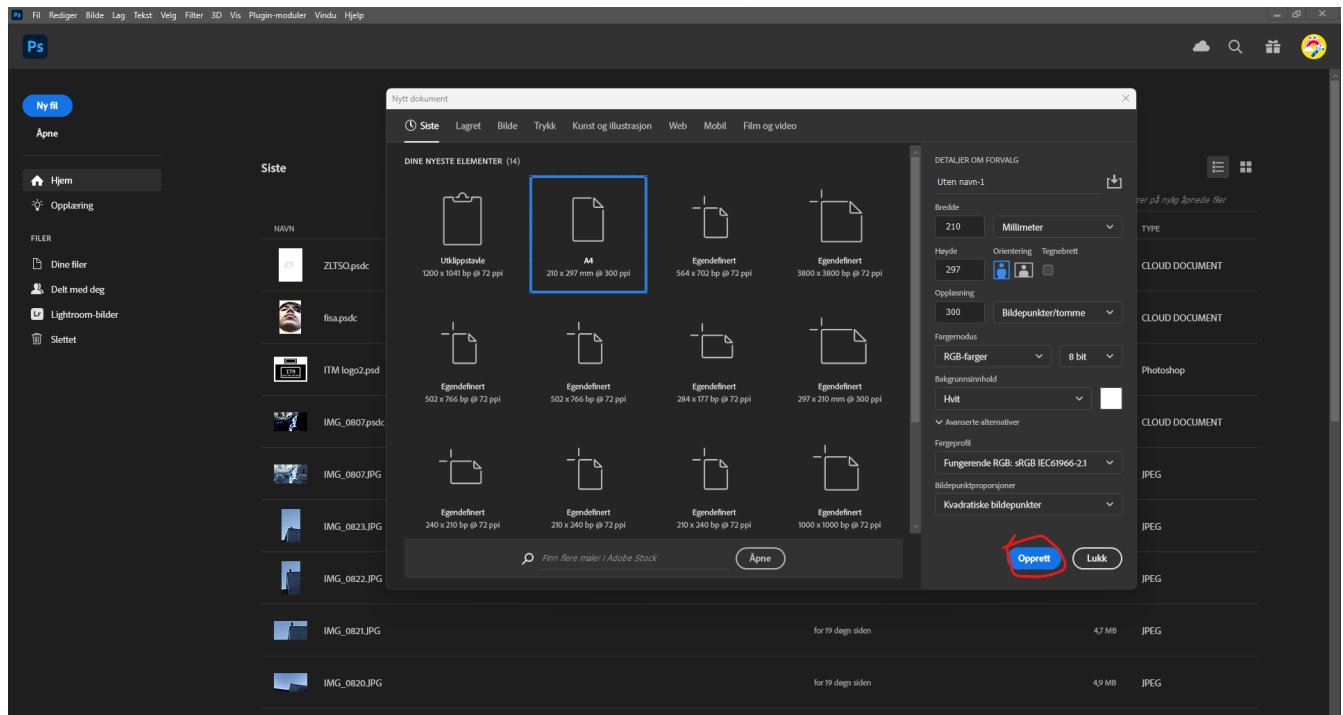 Ps Fil Rediger Bilde Lag Tekst Velg Filter 3D Vis Plugin-moduler Vindu Hjelp
Ps
Ny fil
Åpne
Hjem
Opplæring
FILER
Dine filer
Delt med deg
Lr Lightroom-bilder
Slettet
Siste
på nylig åpnede filer
NAVN
TYPE
ZLTSO.psdc CLOUD DOCUMENT
fisa.psdc CLOUD DOCUMENT
ITM ITM logo2.psd Photoshop
IMG_0807.psdc CLOUD DOCUMENT
IMG_0807.JPG JPEG
IMG_0823.JPG JPEG
IMG_0822.JPG JPEG
IMG_0821.JPG for 19 døgn siden 4,7 MB JPEG
IMG_0820.JPG for 19 døgn siden 4,9 MB JPEG
Nytt dokument
Siste Lagret Bilde Trykk Kunst og illustrasjon Web Mobil Film og video
DINE NYESTE ELEMENTER (14)
Utklippstavle A4 Egendefinert Egendefinert
1200 x 1041 bp @ 72 ppi 210 x 297 mm @ 300 ppi 564 x 702 bp @ 72 ppi 3800 x 3800 bp @ 72 ppi
Egendefinert Egendefinert Egendefinert Egendefinert
502 x 766 bp @ 72 ppi 502 x 766 bp @ 72 ppi 284 x 177 bp @ 72 ppi 297 x 210 mm @ 300 ppi
Egendefinert Egendefinert Egendefinert Egendefinert
240 x 210 bp @ 72 ppi 210 x 240 bp @ 72 ppi 210 x 240 bp @ 72 ppi 1000 x 1000 bp @ 72 ppi
Finn flere maler i Adobe Stock Åpne
DETALJER OM FORVALG
Uten navn-1
Bredde
210 Millimeter
Høyde Orientering Tegnebrett
297
Oppløsning
300 Bildepunkter/tomme
Fargemodus
RGB-farger 8 bit
Bakgrunnsinnhold
Hvit
Avanserte alternativer
Fargeprofil
Fungerende RGB: sRGB IEC61966-2.1
Bildepunktproporsjoner
Kvadratiske bildepunkter
Opprett Lukk